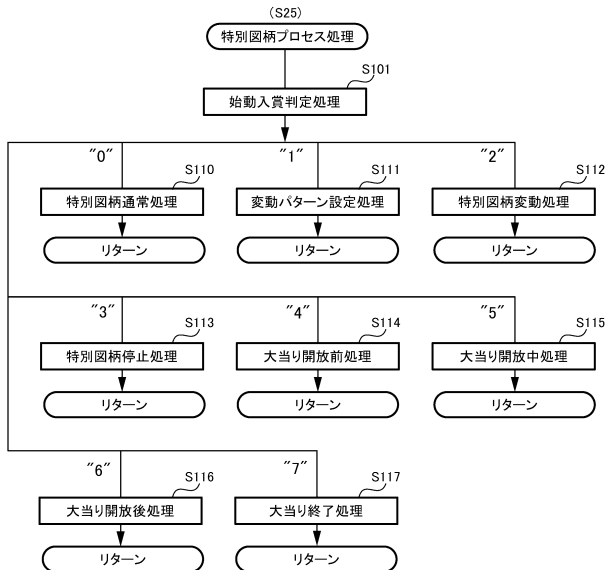 (S25)
特別図柄プロセス処理
S101
始動入賞判定処理
"0"
"1"
"2"
S110
S111
S112
特別図柄通常処理
変動パターン設定処理
特別図柄変動処理
リターン
リターン
リターン
"3"
"4"
"5"
S113
S114
S115
特別図柄停止処理
大当り開放前処理
大当り開放中処理
リターン
リターン
リターン
"6"
"7"
S116
S117
大当り開放後処理
大当り終了処理
リターン
リターン